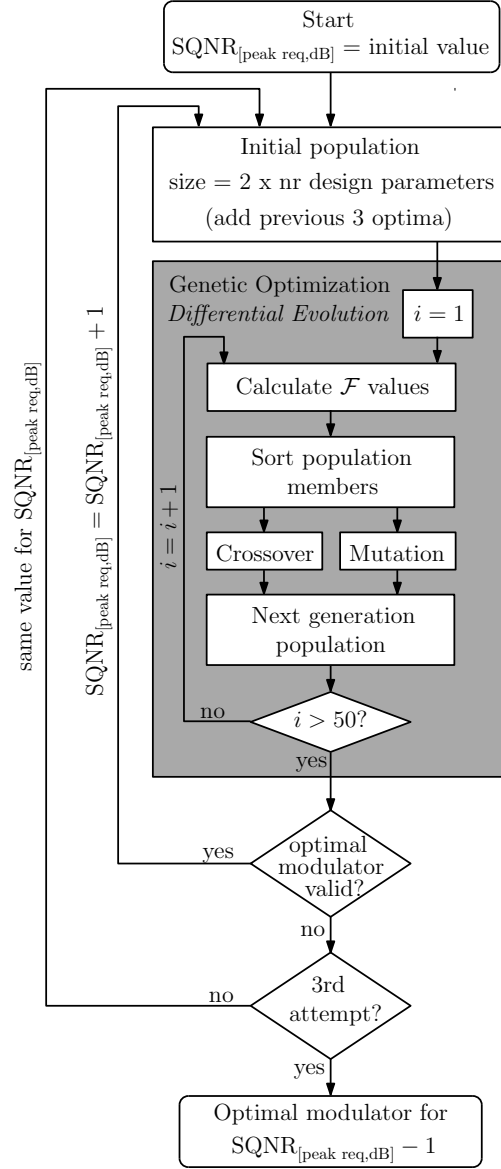 Start
SQNR[peak req,dB] = initial value
Initial population
size = 2 x nr design parameters
(add previous 3 optima)
Genetic Optimization
Differential Evolution
i = 1
Calculate F values
Sort population
members
Crossover
Mutation
Next generation
population
i > 50?
no
yes
i = i + 1
optimal
modulator
valid?
yes
no
SQNR[peak req,dB] = SQNR[peak req,dB] + 1
3rd
attempt?
no
yes
same value for SQNR[peak req,dB]
Optimal modulator for
SQNR[peak req,dB] − 1